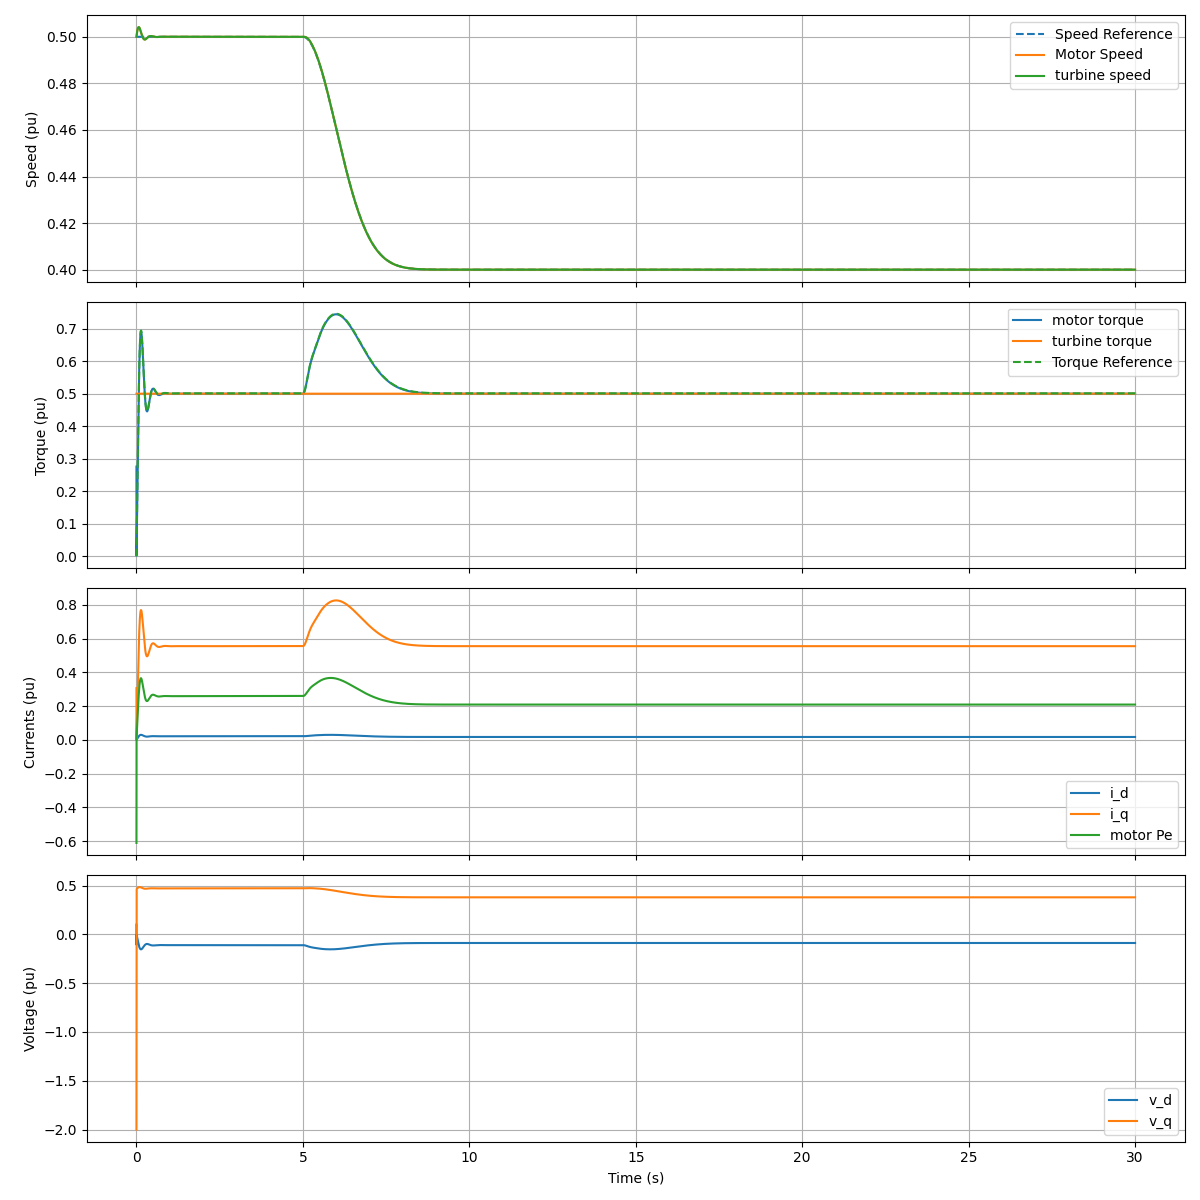 Speed (pu)
0.50
0.48
0.46
0.44
0.42
0.40
Speed Reference
Motor Speed
turbine speed
Torque (pu)
0.7
0.6
0.5
0.4
0.3
0.2
0.1
0.0
motor torque
turbine torque
Torque Reference
Currents (pu)
0.8
0.6
0.4
0.2
0.0
−0.2
−0.4
−0.6
i_d
i_q
motor Pe
Voltage (pu)
0.5
0.0
−0.5
−1.0
−1.5
−2.0
v_d
v_q
0 5 10 15 20 25 30
Time (s)